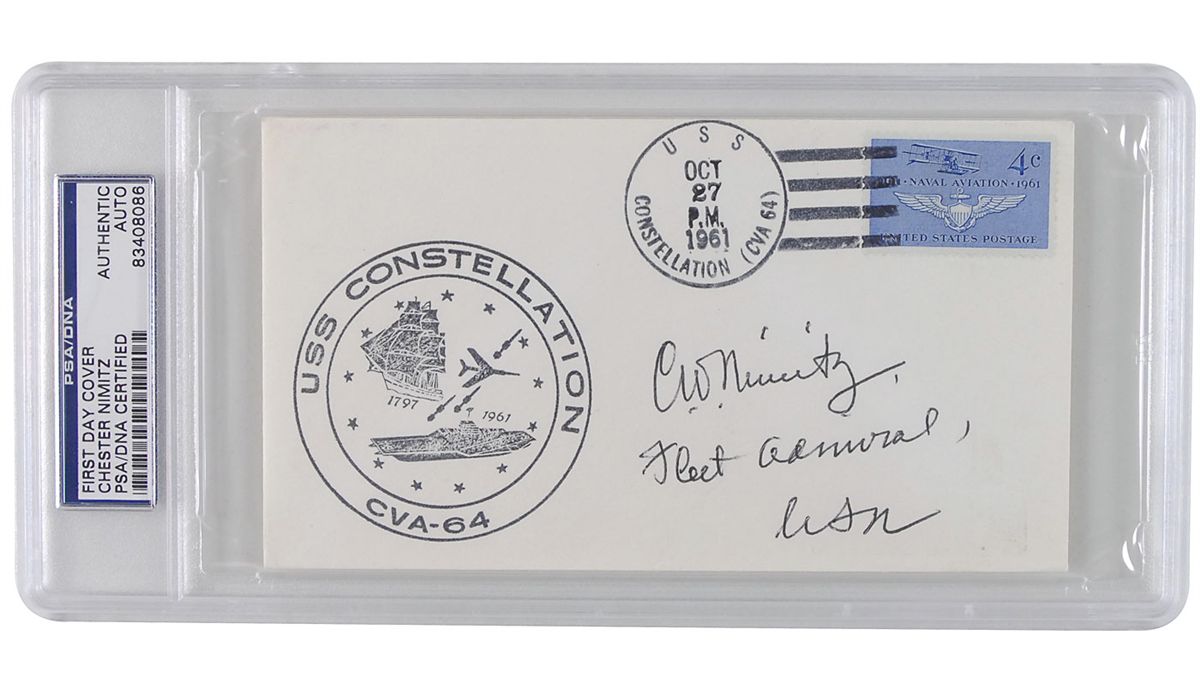 PSA/DNA
FIRST DAY COVER
CHESTER NIMITZ
PSA/DNA CERTIFIED
AUTHENTIC
AUTO
83408086
USS CONSTELLATION
1797
1961
CVA-64
USS
OCT
27
P.M.
1961
CONSTELLATION (CVA 64)
4c
NAVAL AVIATION · 1961
UNITED STATES POSTAGE
CW Nimitz,
Fleet Admiral,
USN